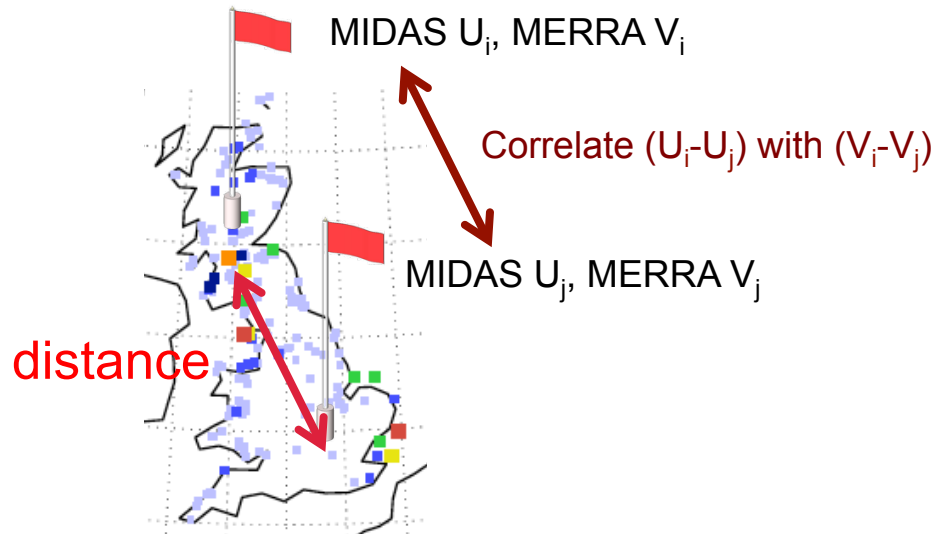 MIDAS Uᵢ, MERRA Vᵢ
Correlate (Uᵢ-Uⱼ) with (Vᵢ-Vⱼ)
MIDAS Uⱼ, MERRA Vⱼ
distance